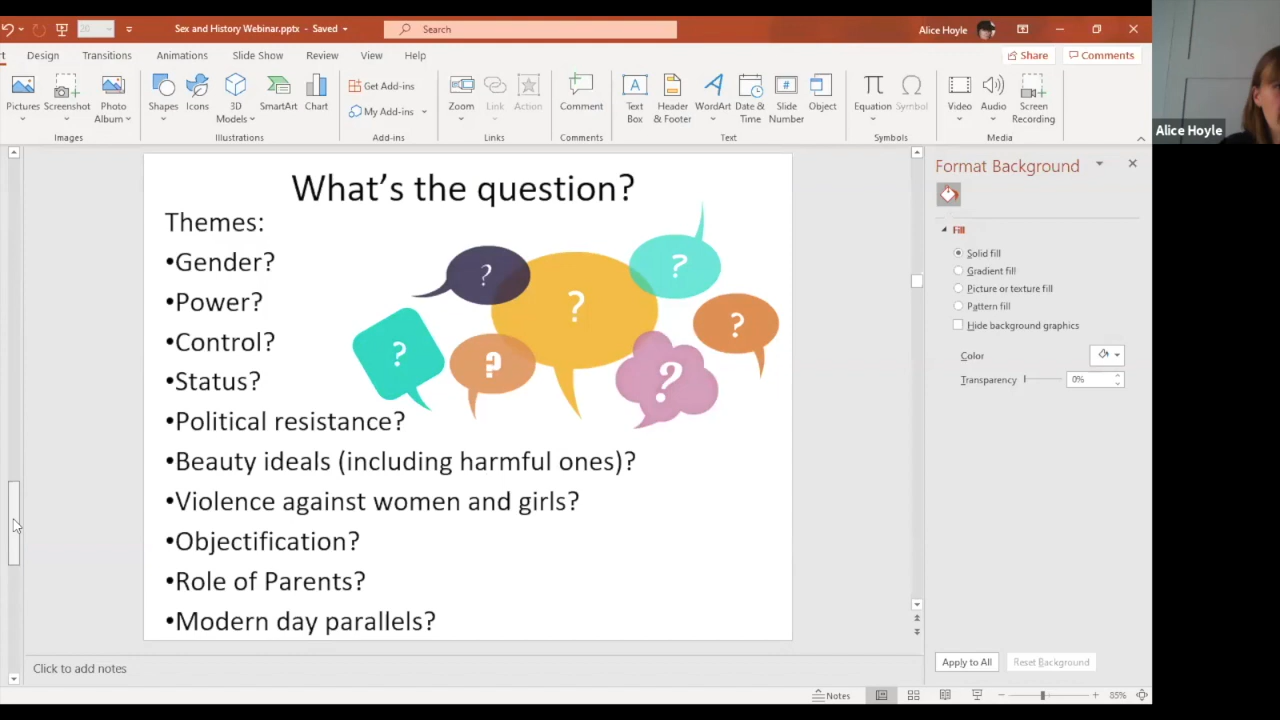 Sex and History Webinar.pptx - Saved
Search
Alice Hoyle
Design Transitions Animations Slide Show Review View Help
Share Comments
Pictures Screenshot Photo Album
Shapes Icons 3D Models SmartArt Chart
Get Add-ins
My Add-ins
Zoom Link Action
Comment
Text Box Header & Footer WordArt Date & Time Slide Number Object
Equation Symbol
Video Audio Screen Recording
Images Illustrations Add-ins Links Comments Text Symbols Media
Alice Hoyle
What's the question?
Themes:
•Gender?
•Power?
•Control?
•Status?
•Political resistance?
•Beauty ideals (including harmful ones)?
•Violence against women and girls?
•Objectification?
•Role of Parents?
•Modern day parallels?
?
?
?
?
?
?
?
Format Background
Fill
Solid fill
Gradient fill
Picture or texture fill
Pattern fill
Hide background graphics
Color
Transparency 0%
Apply to All Reset Background
Click to add notes
Notes
85%